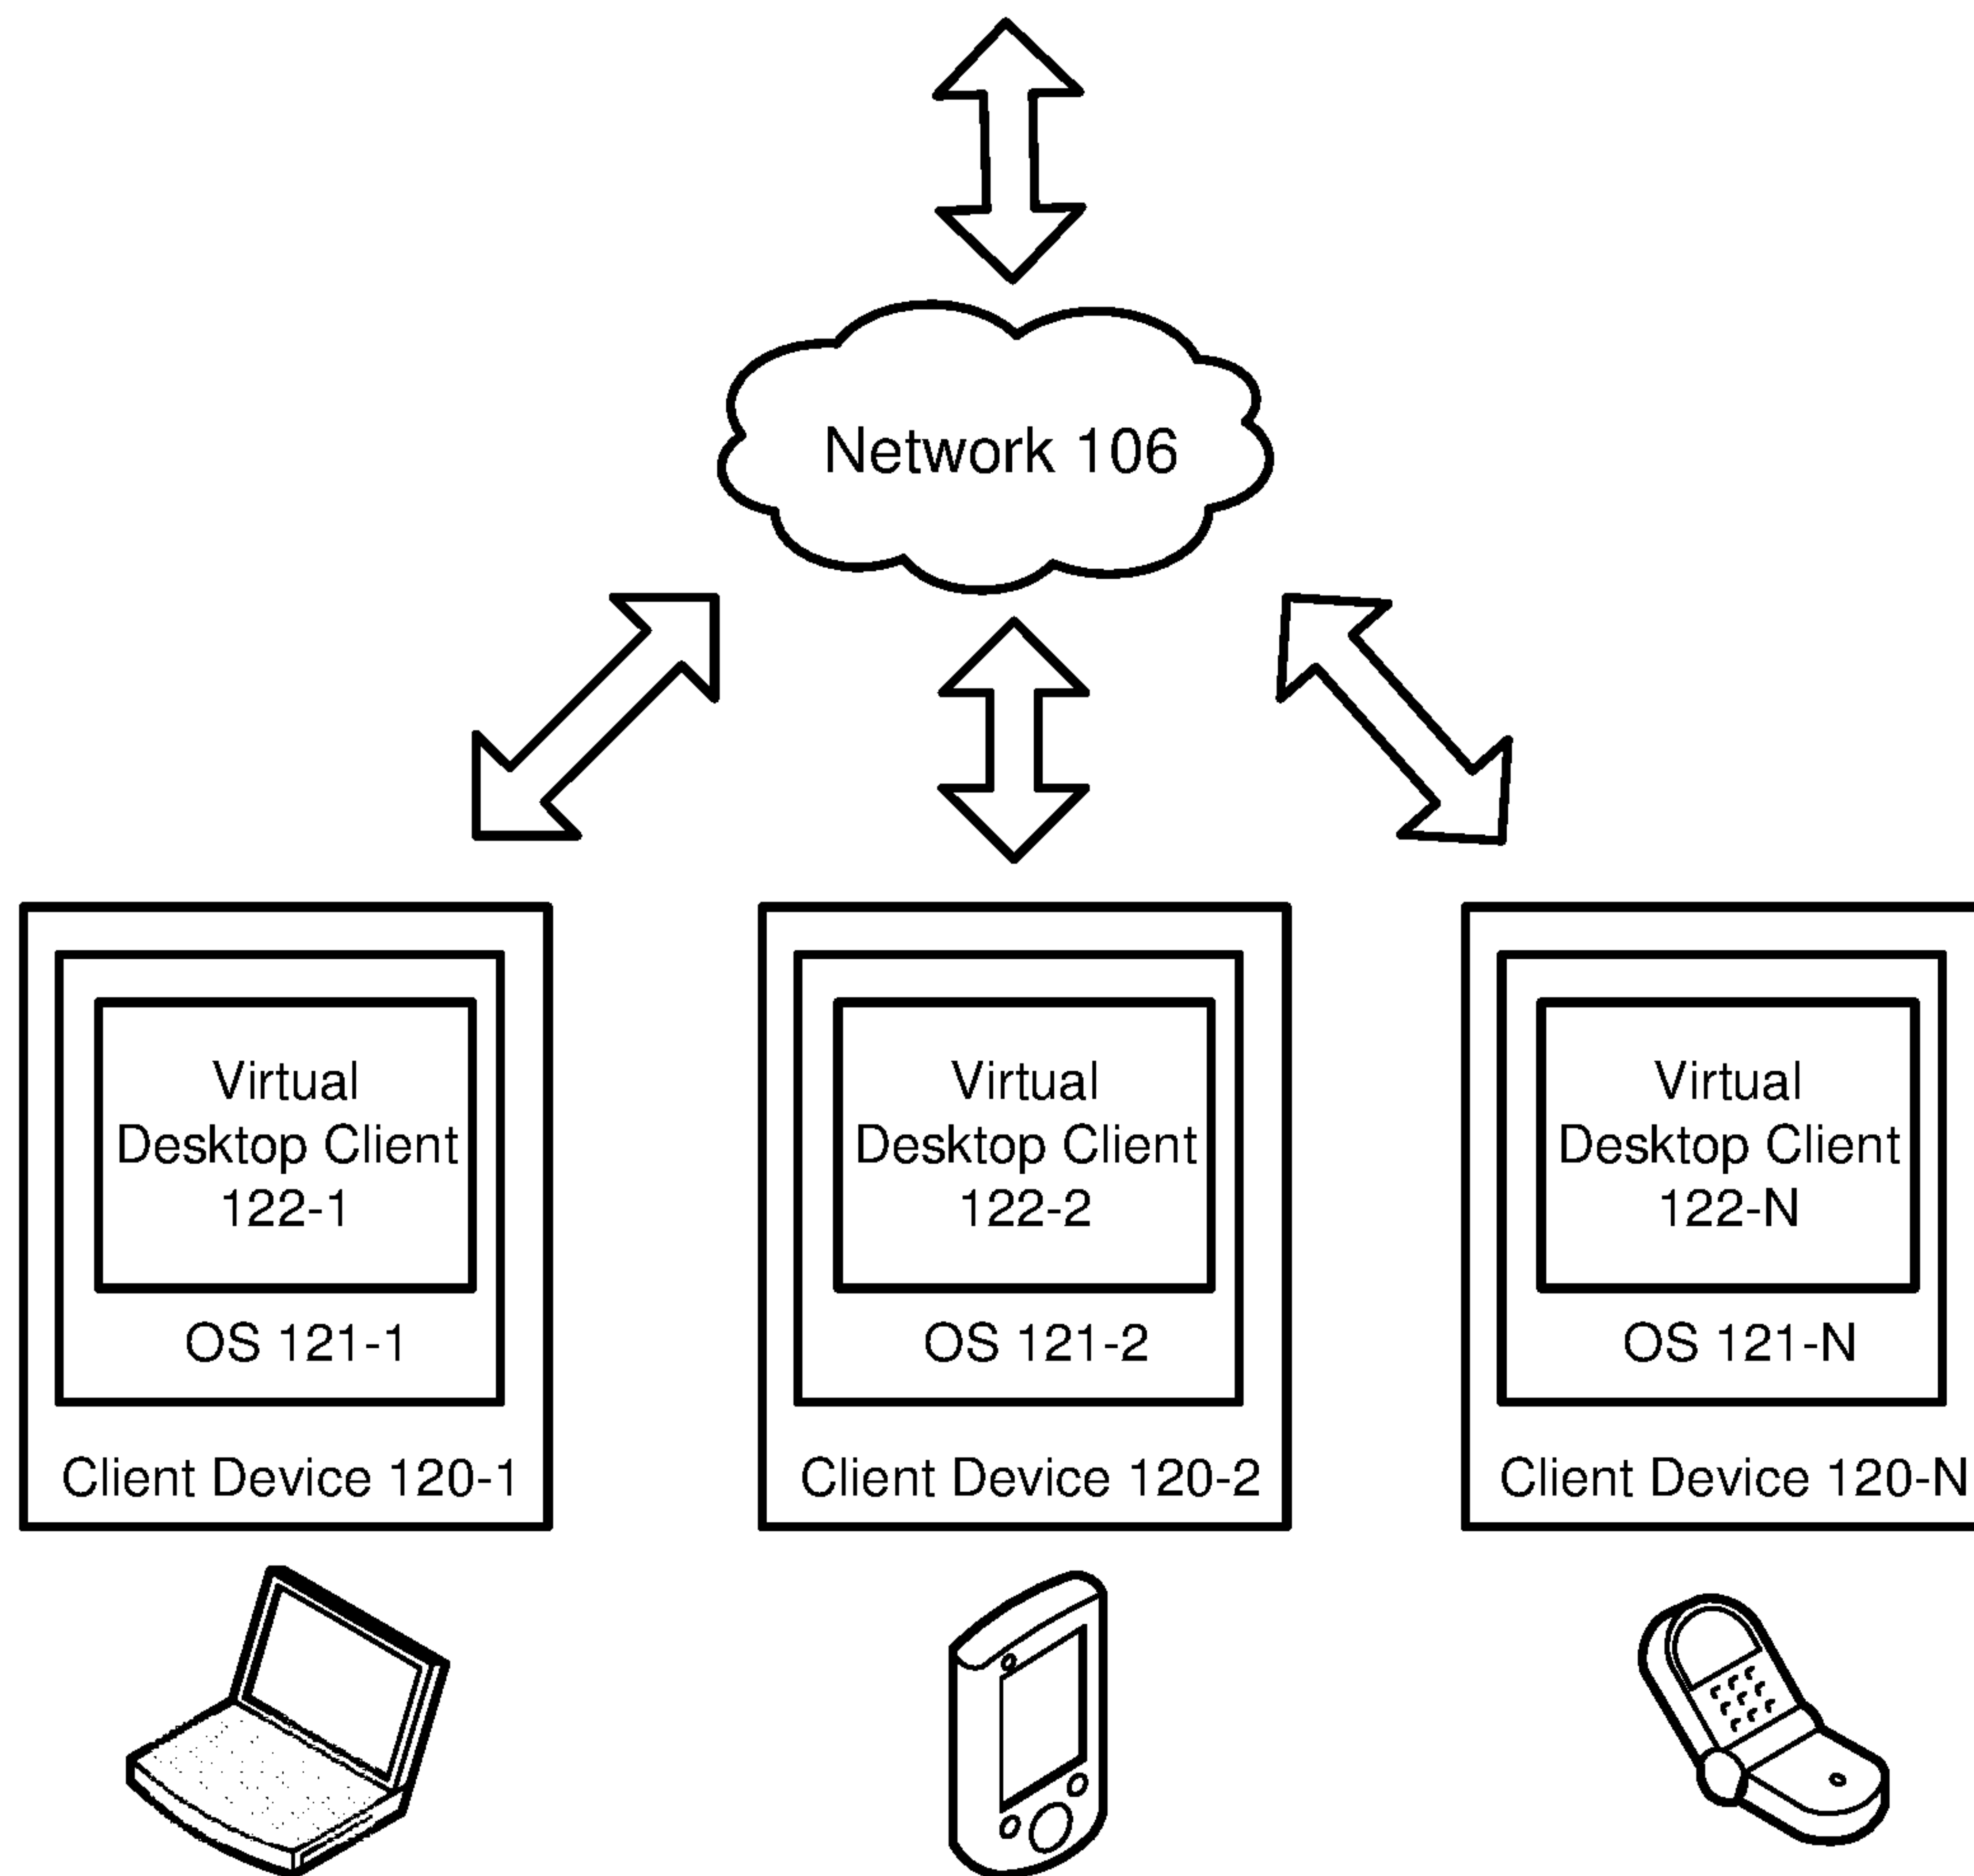 Network 106
Virtual
Desktop Client
122-1
OS 121-1
Client Device 120-1
Virtual
Desktop Client
122-2
OS 121-2
Client Device 120-2
Virtual
Desktop Client
122-N
OS 121-N
Client Device 120-N